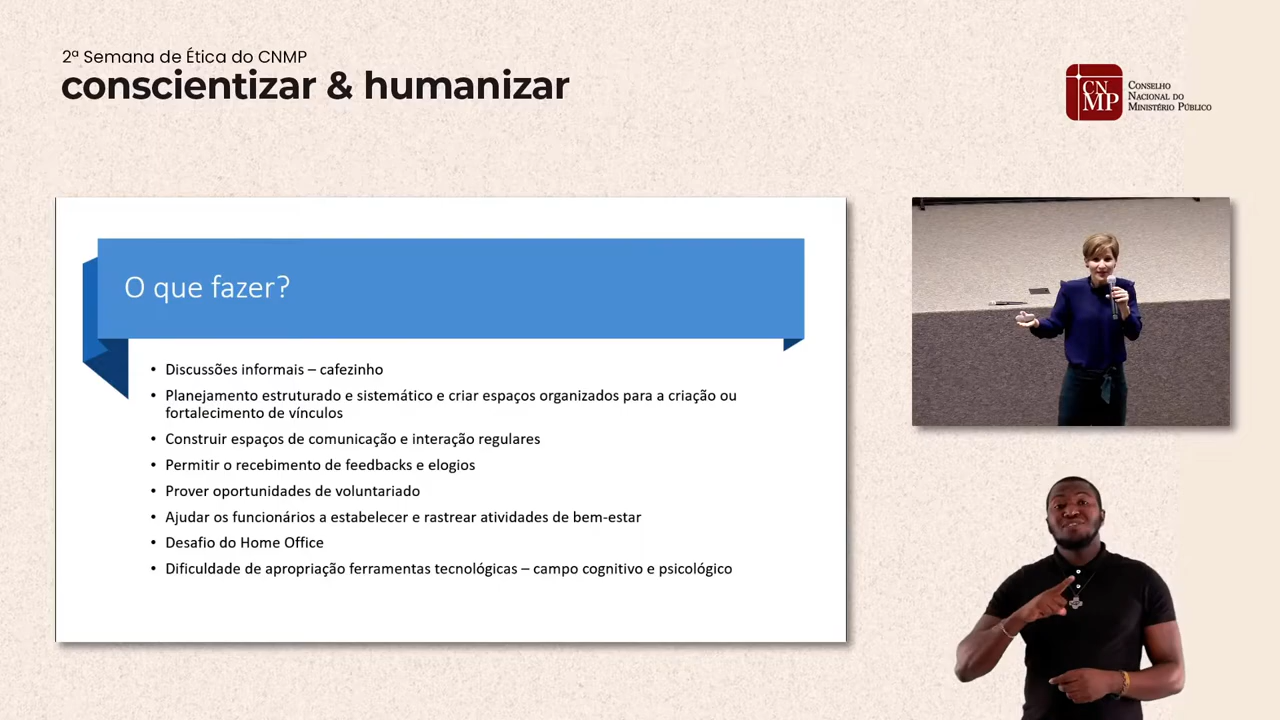 2ª Semana de Ética do CNMP
conscientizar & humanizar
CN
MP
Conselho
Nacional do
Ministério Público
O que fazer?
• Discussões informais – cafezinho
• Planejamento estruturado e sistemático e criar espaços organizados para a criação ou
fortalecimento de vínculos
• Construir espaços de comunicação e interação regulares
• Permitir o recebimento de feedbacks e elogios
• Prover oportunidades de voluntariado
• Ajudar os funcionários a estabelecer e rastrear atividades de bem-estar
• Desafio do Home Office
• Dificuldade de apropriação ferramentas tecnológicas – campo cognitivo e psicológico